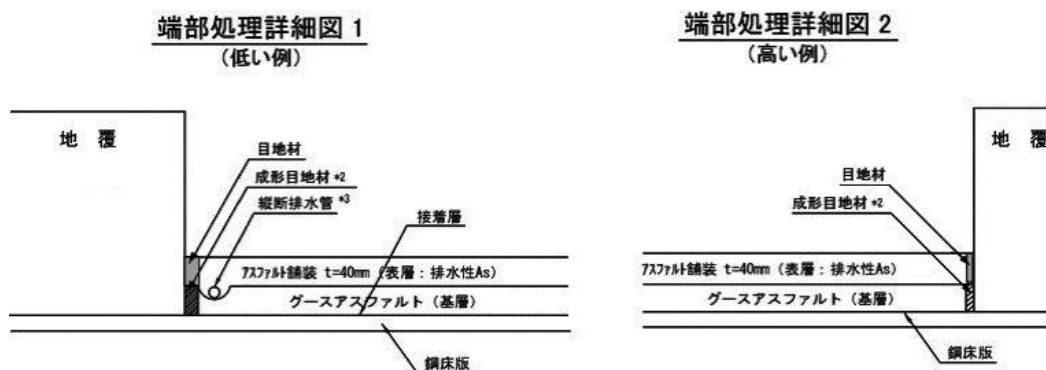 端部処理詳細図 1
(低い例)
地 覆
目地材
成形目地材 *2
縦断排水管 *3
接着層
アスファルト舗装 t=40mm (表層：排水性As)
グースアスファルト (基層)
鋼床版
端部処理詳細図 2
(高い例)
地 覆
目地材
成形目地材 *2
アスファルト舗装 t=40mm (表層：排水性As)
グースアスファルト (基層)
鋼床版